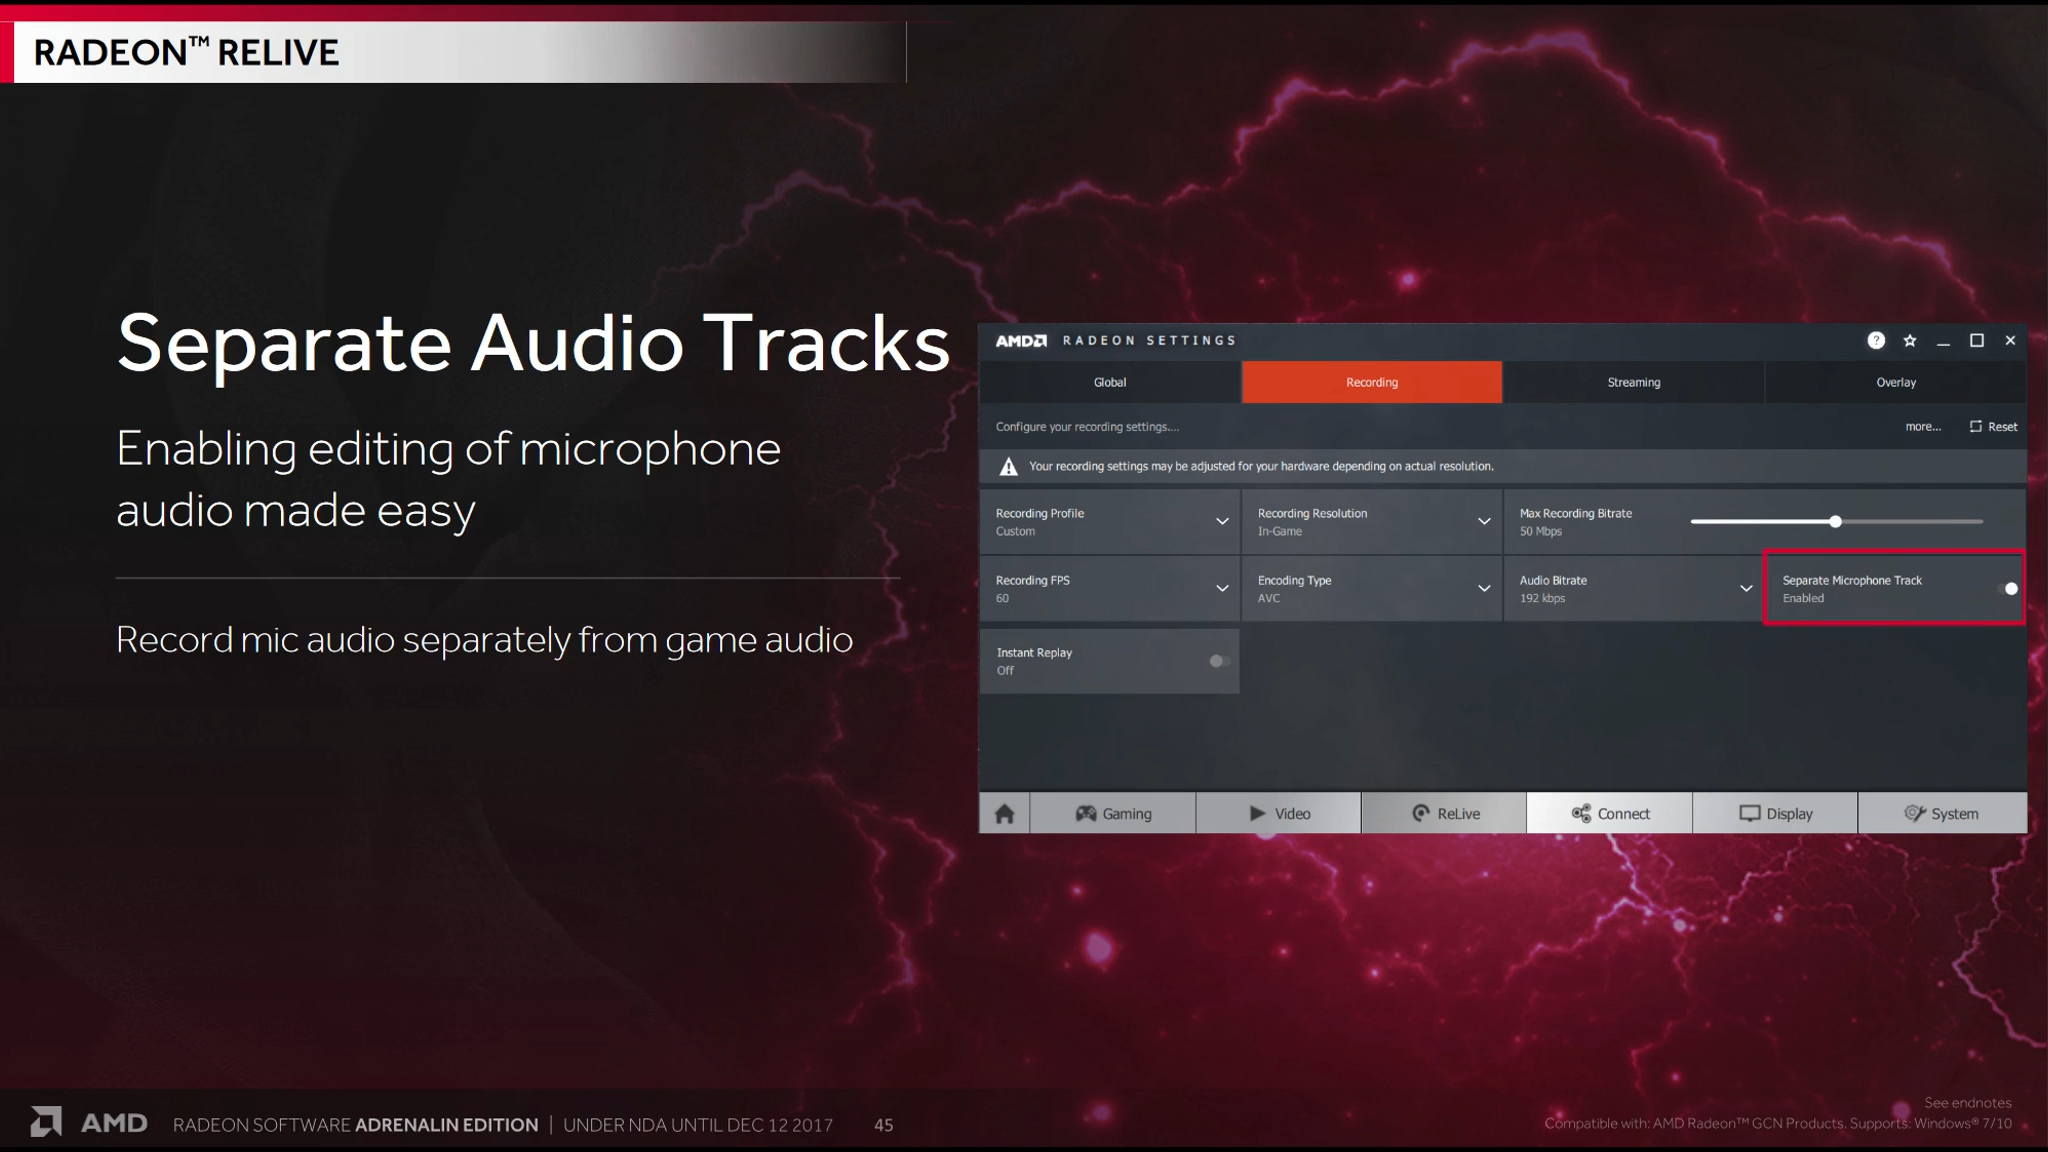 RADEON™ RELIVE
Separate Audio Tracks
Enabling editing of microphone
audio made easy
Record mic audio separately from game audio
AMD RADEON SETTINGS
Global Recording Streaming Overlay
Configure your recording settings.... more... Reset
Your recording settings may be adjusted for your hardware depending on actual resolution.
Recording Profile
Custom
Recording Resolution
In-Game
Max Recording Bitrate
50 Mbps
Recording FPS
60
Encoding Type
AVC
Audio Bitrate
192 kbps
Separate Microphone Track
Enabled
Instant Replay
Off
Gaming Video ReLive Connect Display System
See endnotes
AMD RADEON SOFTWARE ADRENALIN EDITION | UNDER NDA UNTIL DEC 12 2017 45
Compatible with: AMD Radeon™ GCN Products. Supports: Windows® 7/10